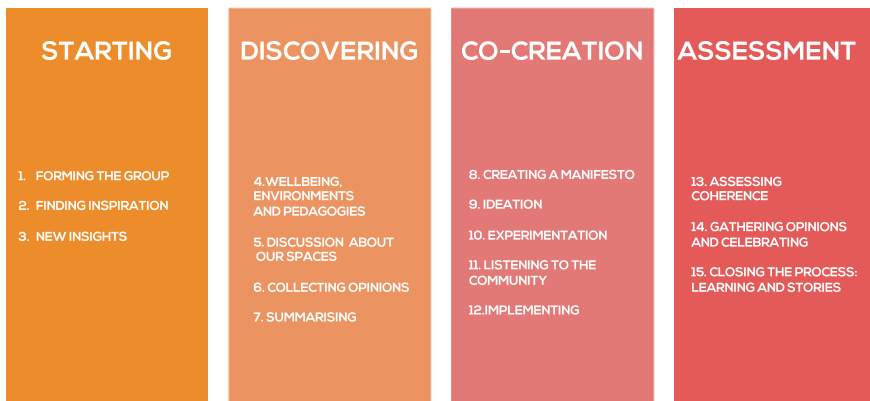 STARTING
1. FORMING THE GROUP
2. FINDING INSPIRATION
3. NEW INSIGHTS
DISCOVERING
4.WELLBEING,
ENVIRONMENTS
AND PEDAGOGIES
5. DISCUSSION ABOUT
OUR SPACES
6. COLLECTING OPINIONS
7. SUMMARISING
CO-CREATION
8. CREATING A MANIFESTO
9. IDEATION
10. EXPERIMENTATION
11. LISTENING TO THE
COMMUNITY
12.IMPLEMENTING
ASSESSMENT
13. ASSESSING
COHERENCE
14. GATHERING OPINIONS
AND CELEBRATING
15. CLOSING THE PROCESS:
LEARNING AND STORIES